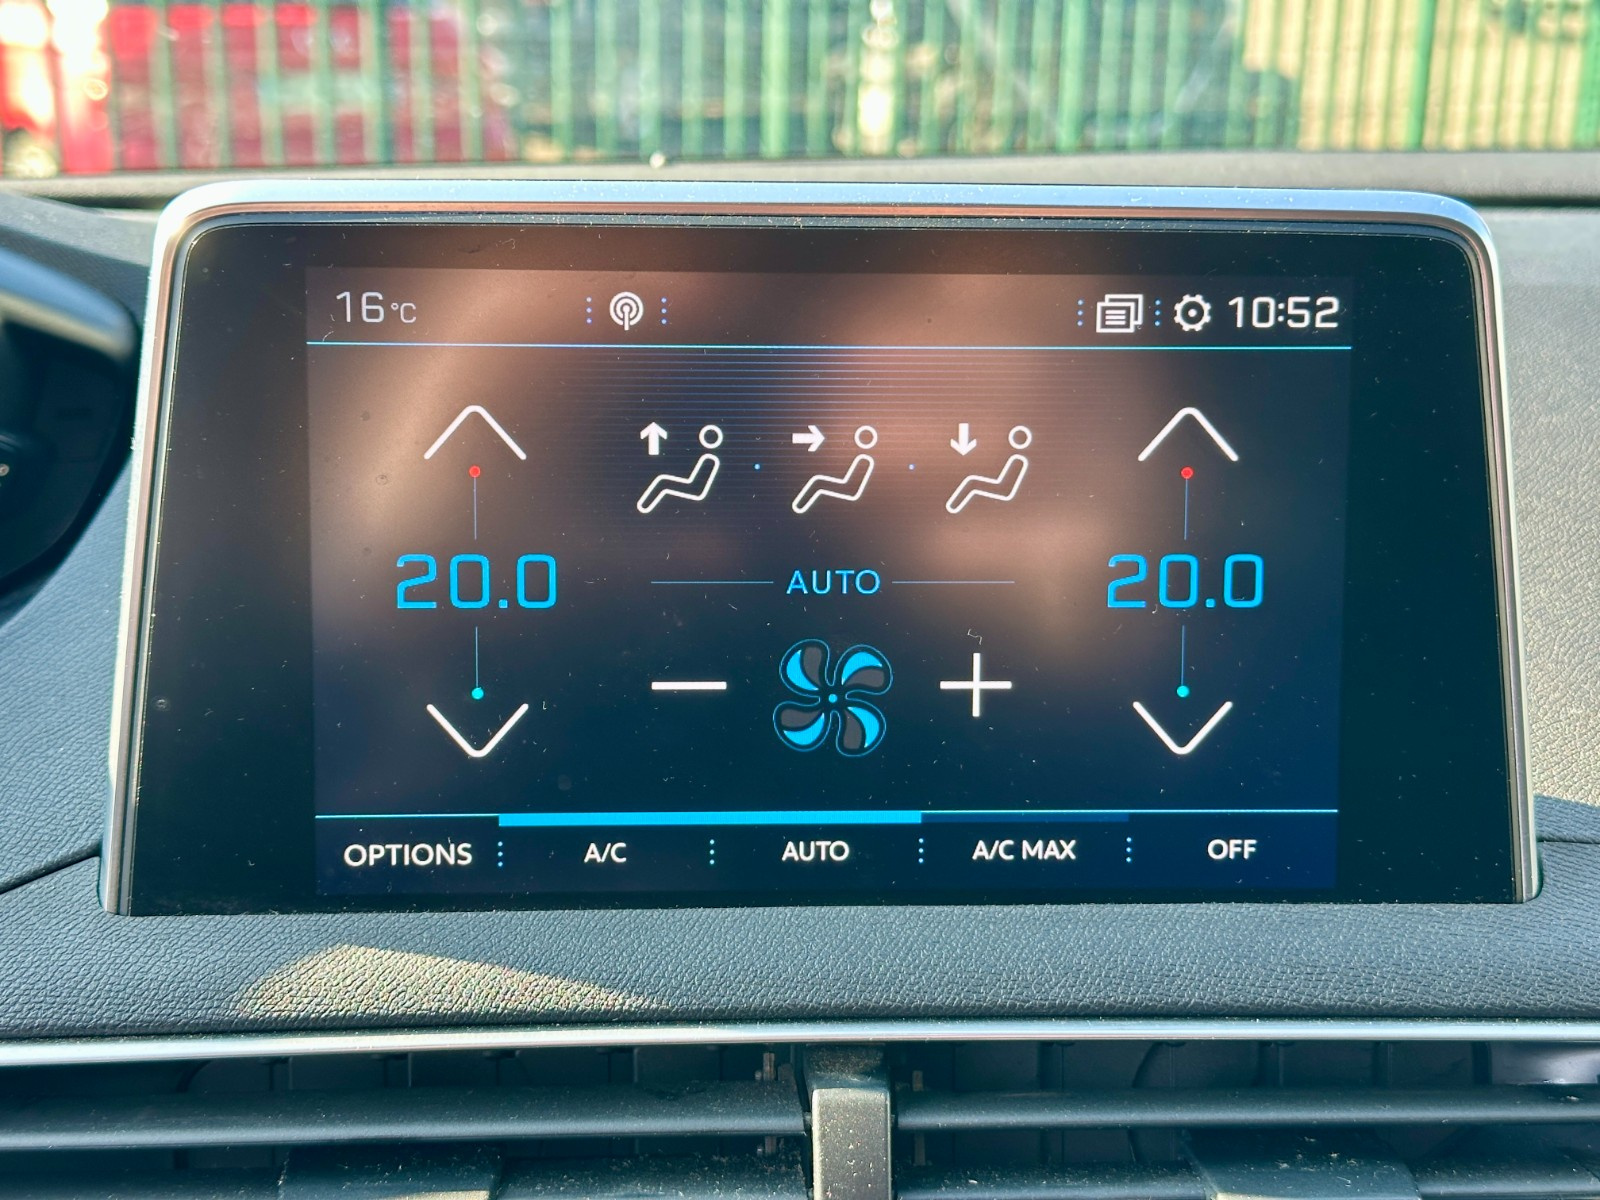 16°C 10:52
20.0 AUTO 20.0
OPTIONS A/C AUTO A/C MAX OFF